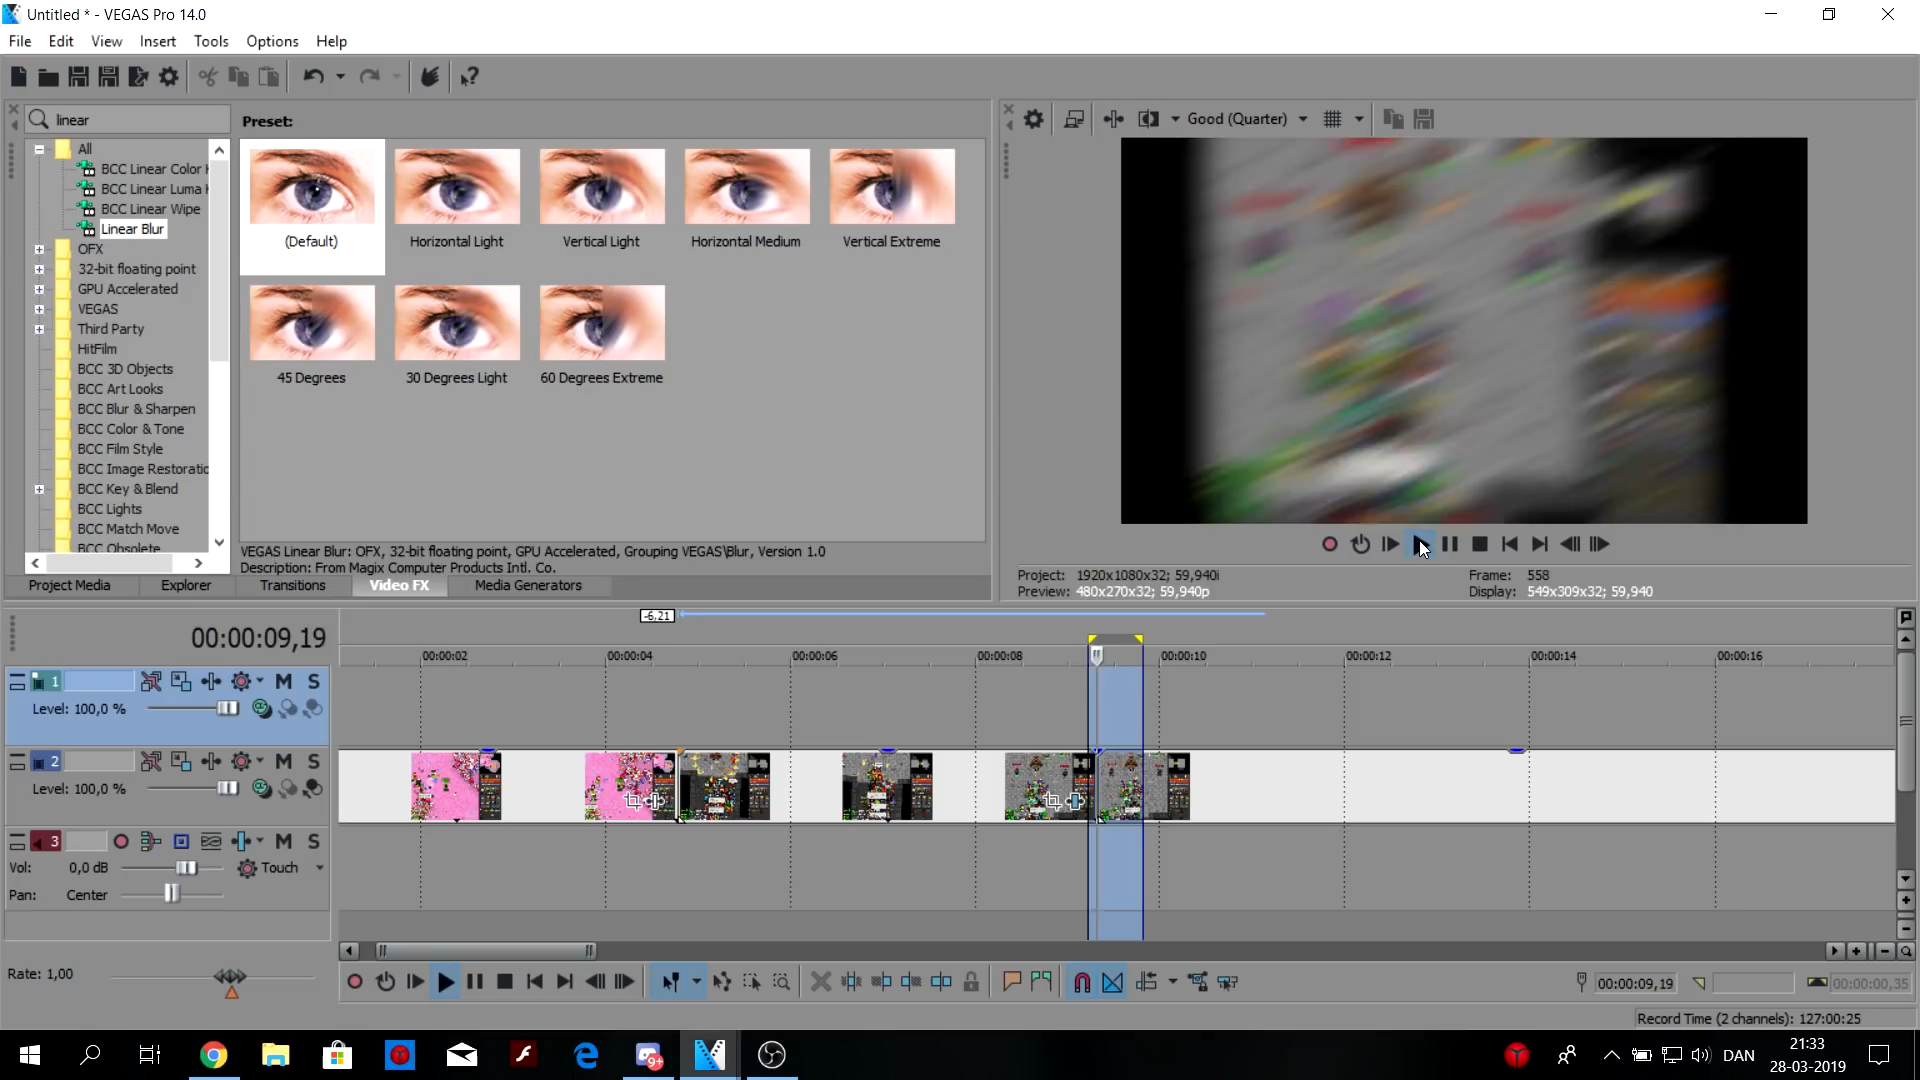 Untitled * - VEGAS Pro 14.0
File Edit View Insert Tools Options Help
linear
Preset:
Good (Quarter)
All
BCC Linear Color
BCC Linear Luma
BCC Linear Wipe
Linear Blur
OFX
32-bit floating point
GPU Accelerated
VEGAS
Third Party
HitFilm
BCC 3D Objects
BCC Art Looks
BCC Blur & Sharpen
BCC Color & Tone
BCC Film Style
BCC Image Restoratio
BCC Key & Blend
BCC Lights
BCC Match Move
BCC Obsolete
(Default)
Horizontal Light
Vertical Light
Horizontal Medium
Vertical Extreme
45 Degrees
30 Degrees Light
60 Degrees Extreme
VEGAS Linear Blur: OFX, 32-bit floating point, GPU Accelerated, Grouping VEGAS\Blur, Version 1.0
Description: From Magix Computer Products Intl. Co.
Project Media Explorer Transitions Video FX Media Generators
Project: 1920x1080x32; 59,940i
Preview: 480x270x32; 59,940p
Frame: 558
Display: 549x309x32; 59,940
-6,21
00:00:09,19
00:00:02 00:00:04 00:00:06 00:00:08 00:00:10 00:00:12 00:00:14 00:00:16
1 M S
Level: 100,0 %
2 M S
Level: 100,0 %
3 M S
Vol: 0,0 dB Touch
Pan: Center
Rate: 1,00
00:00:09,19
00:00:00,35
Record Time (2 channels): 127:00:25
9+
DAN
21:33
28-03-2019